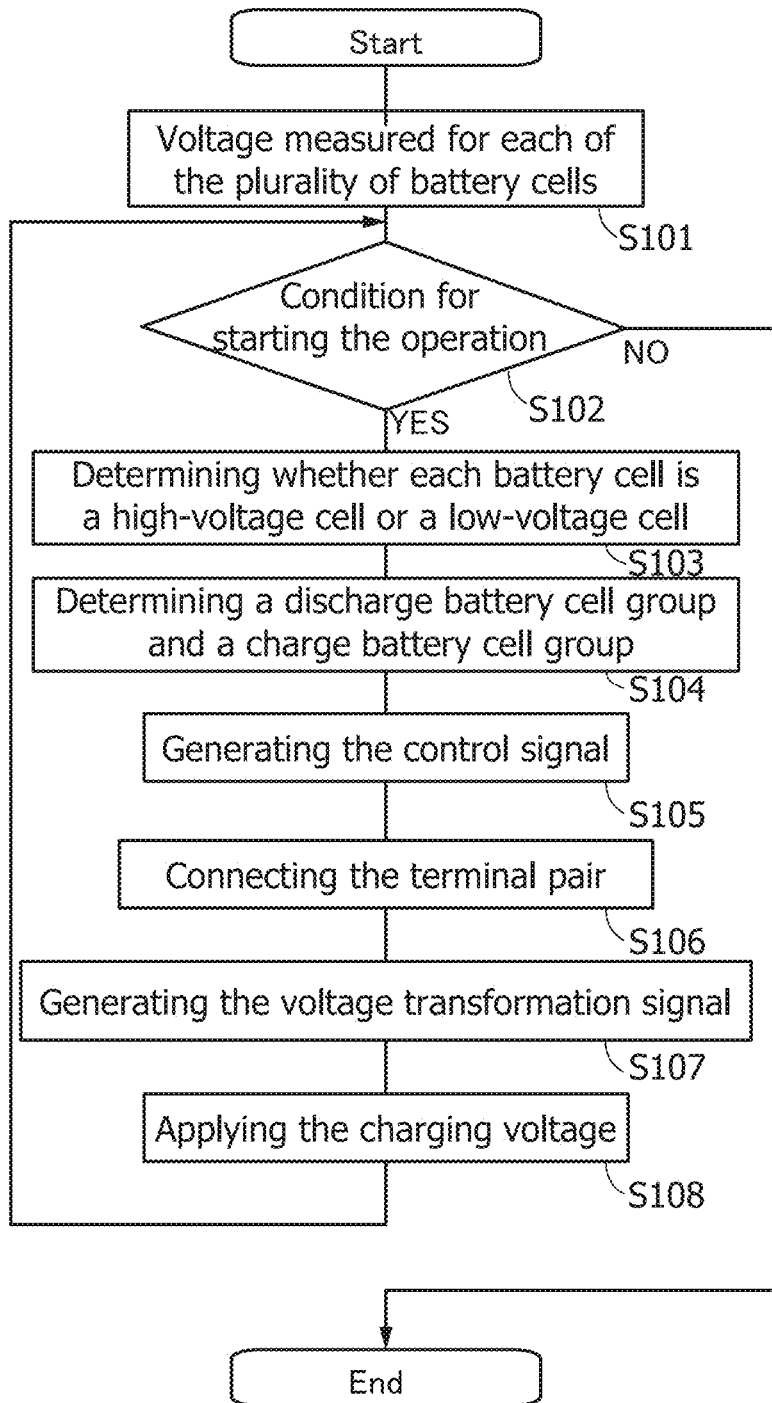 Start
Voltage measured for each of
the plurality of battery cells
S101
Condition for
starting the operation
NO
S102
YES
Determining whether each battery cell is
a high-voltage cell or a low-voltage cell
S103
Determining a discharge battery cell group
and a charge battery cell group
S104
Generating the control signal
S105
Connecting the terminal pair
S106
Generating the voltage transformation signal
S107
Applying the charging voltage
S108
End